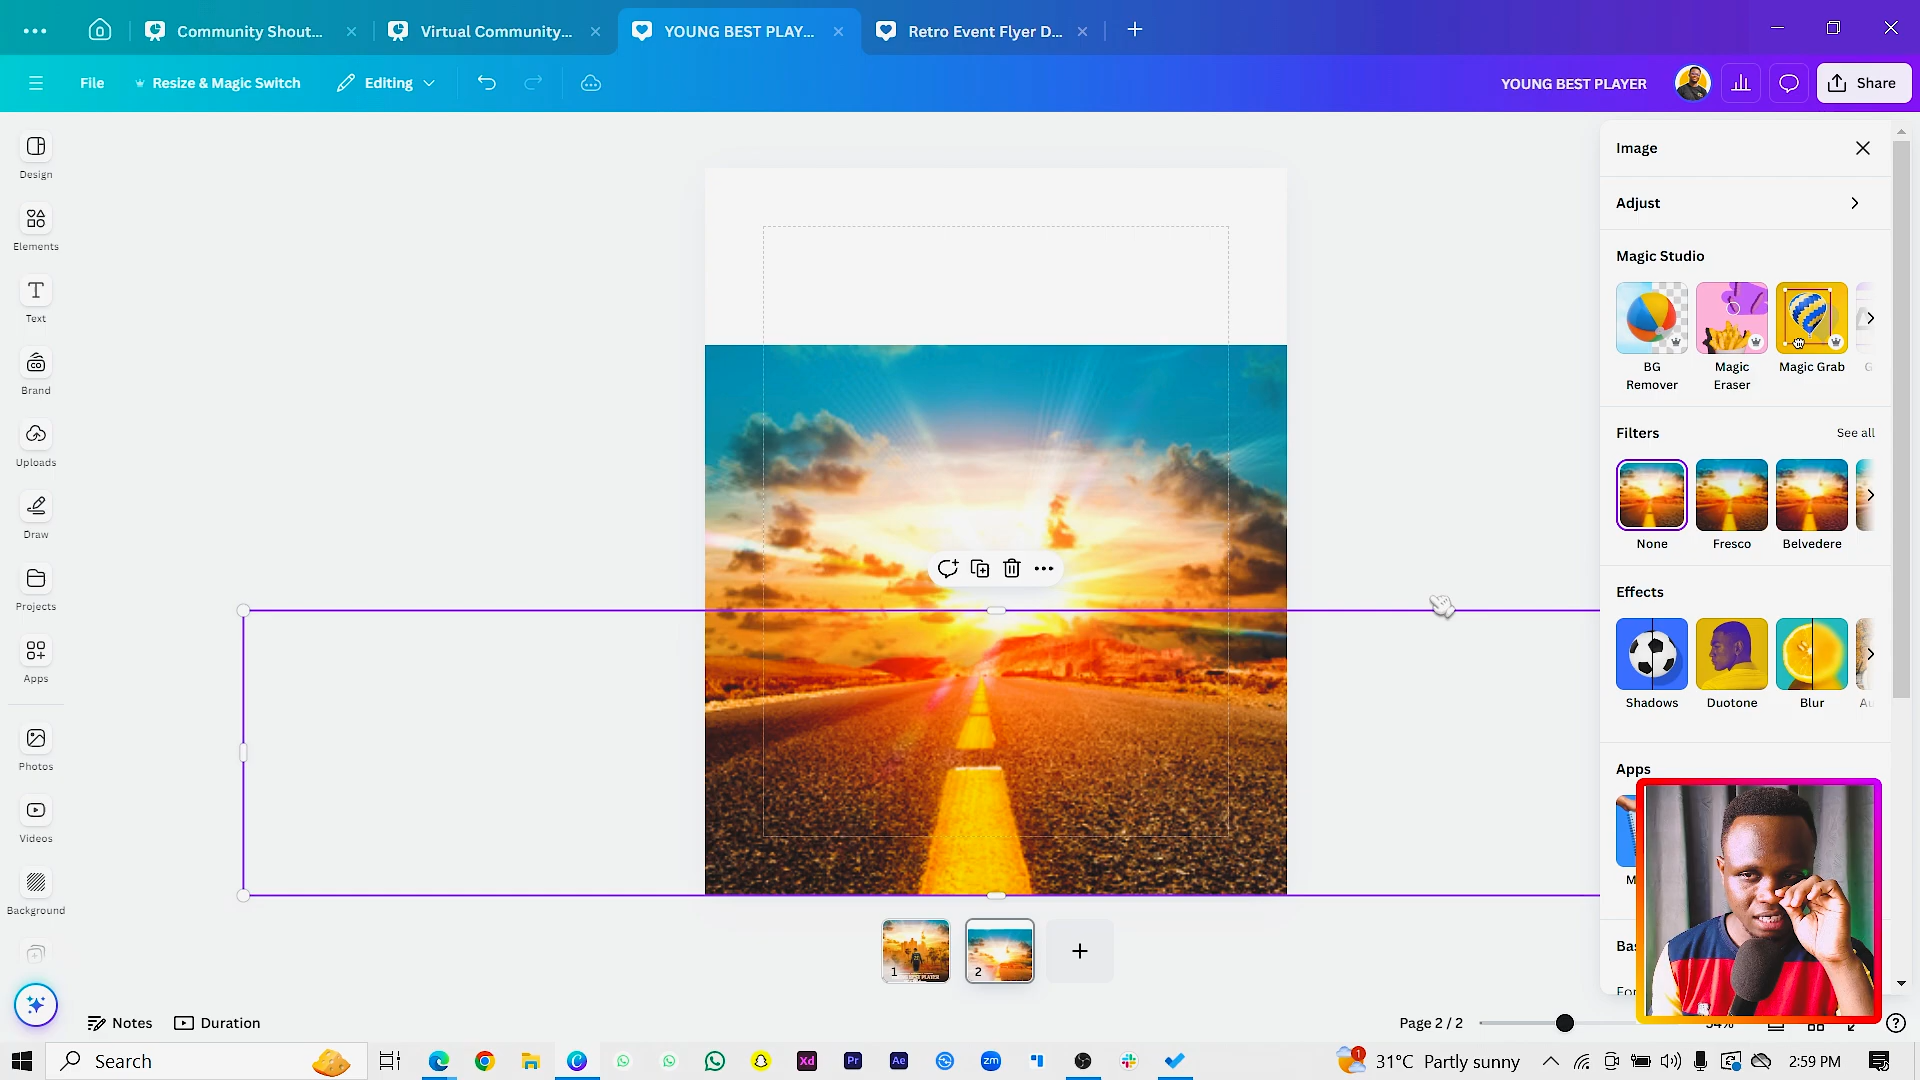 Community Shout...
Virtual Community...
YOUNG BEST PLAY...
Retro Event Flyer D...
File
Resize & Magic Switch
Editing
YOUNG BEST PLAYER
Share
Design
Elements
Text
Brand
Uploads
Draw
Projects
Apps
Photos
Videos
Background
Image
Adjust
Magic Studio
BG Remover
Magic Eraser
Magic Grab
Filters
See all
None
Fresco
Belvedere
Effects
Shadows
Duotone
Blur
Apps
1
2
Notes
Duration
Page 2 / 2
Search
31°C Partly sunny
2:59 PM